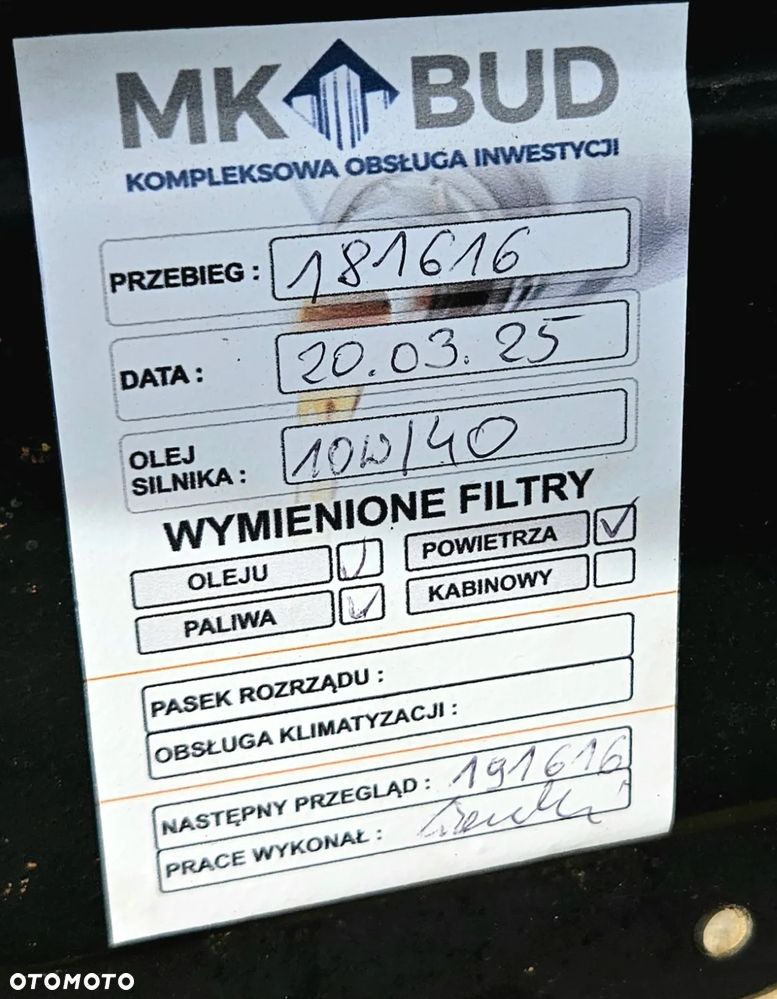 MK BUD
KOMPLEKSOWA OBSŁUGA INWESTYCJI
PRZEBIEG : 181616
DATA : 20.03.25
OLEJ
SILNIKA : 10W/40
WYMIENIONE FILTRY
OLEJU ✓ POWIETRZA ✓
PALIWA ✓ KABINOWY
PASEK ROZRZĄDU :
OBSŁUGA KLIMATYZACJI :
NASTĘPNY PRZEGLĄD : 191616
PRACE WYKONAŁ :
OTOMOTO